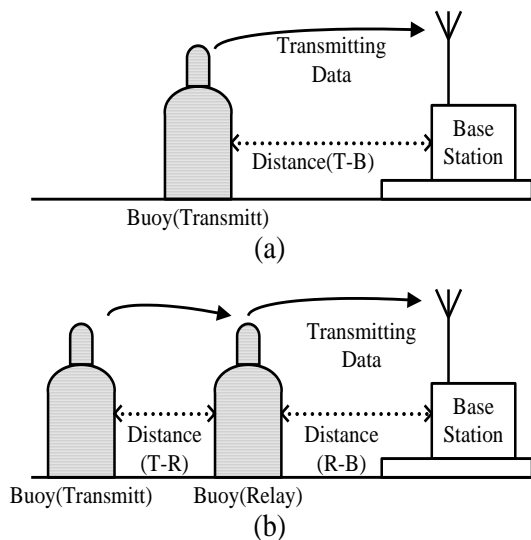 Transmitting
Data
Base
Station
Distance(T-B)
Buoy(Transmitt)
(a)
Transmitting
Data
Base
Station
Distance
(T-R)
Distance
(R-B)
Buoy(Transmitt)
Buoy(Relay)
(b)